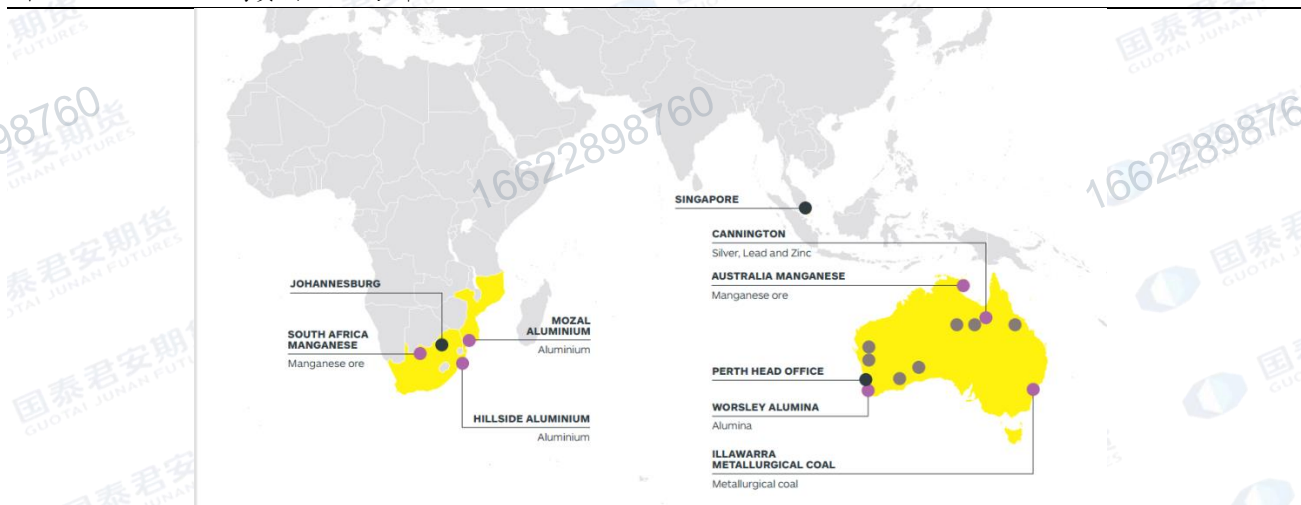 SINGAPORE
CANNINGTON
Silver, Lead and Zinc
AUSTRALIA MANGANESE
Manganese ore
JOHANNESBURG
SOUTH AFRICA
MANGANESE
Manganese ore
MOZAL
ALUMINIUM
Aluminium
HILLSIDE ALUMINIUM
Aluminium
PERTH HEAD OFFICE
WORSLEY ALUMINA
Alumina
ILLAWARRA
METALLURGICAL COAL
Metallurgical coal
16622898760
国泰君安期货
GUOTAI JUNAN FUTURES